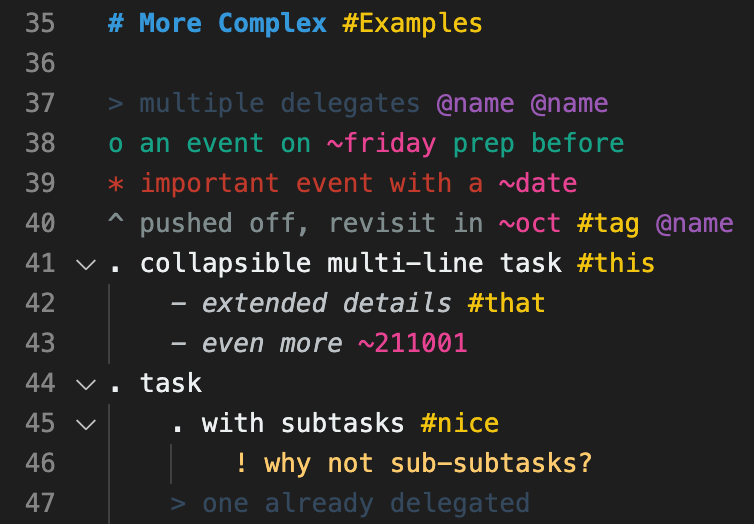 35 # More Complex #Examples
36
37 > multiple delegates @name @name
38 o an event on ~friday prep before
39 * important event with a ~date
40 ^ pushed off, revisit in ~oct #tag @name
41 . collapsible multi-line task #this
42 - extended details #that
43 - even more ~211001
44 . task
45 . with subtasks #nice
46 ! why not sub-subtasks?
47 > one already delegated